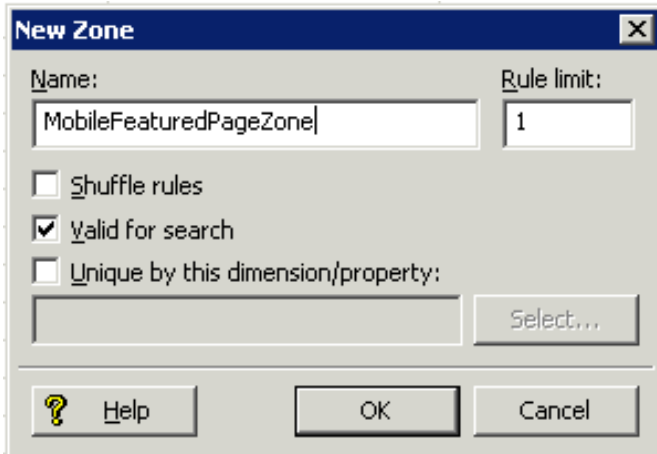 New Zone
Name: Rule limit:
MobileFeaturedPageZone 1
Shuffle rules
Valid for search
Unique by this dimension/property:
Select...
? Help OK Cancel